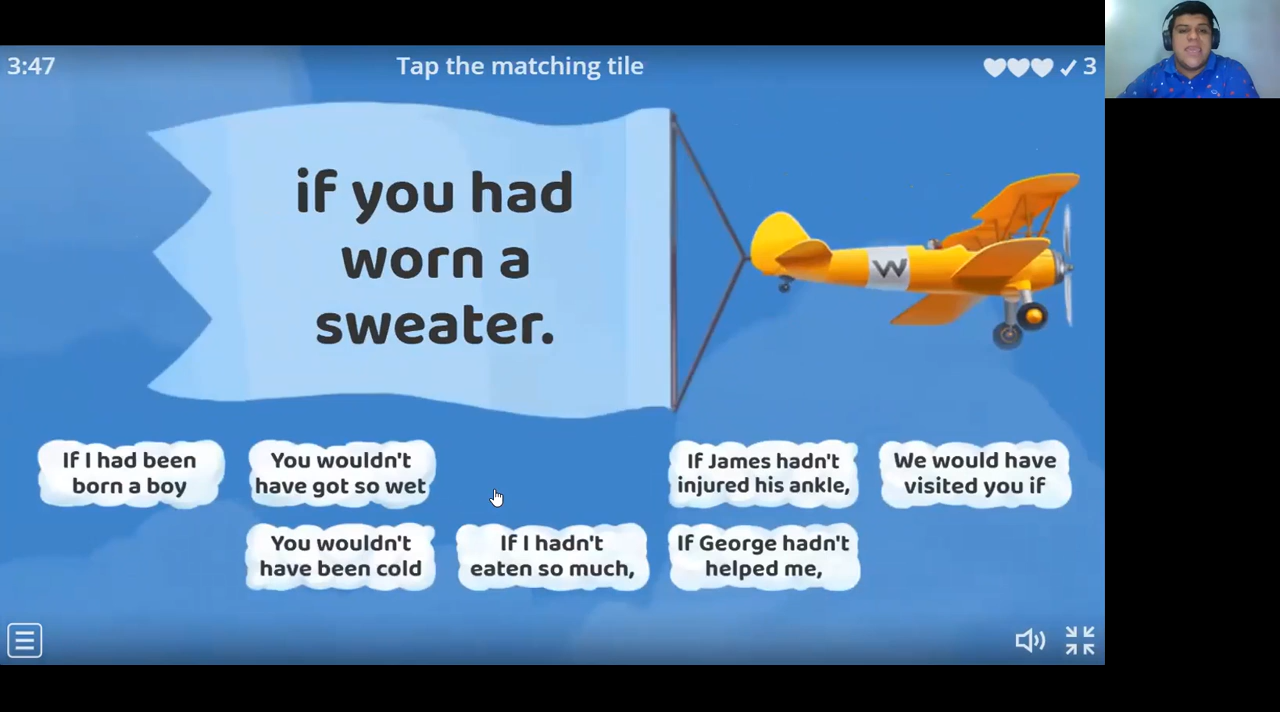 3:47
Tap the matching tile
✓ 3
if you had
worn a
sweater.
W
If I had been
born a boy
You wouldn't
have got so wet
If James hadn't
injured his ankle,
We would have
visited you if
You wouldn't
have been cold
If I hadn't
eaten so much,
If George hadn't
helped me,